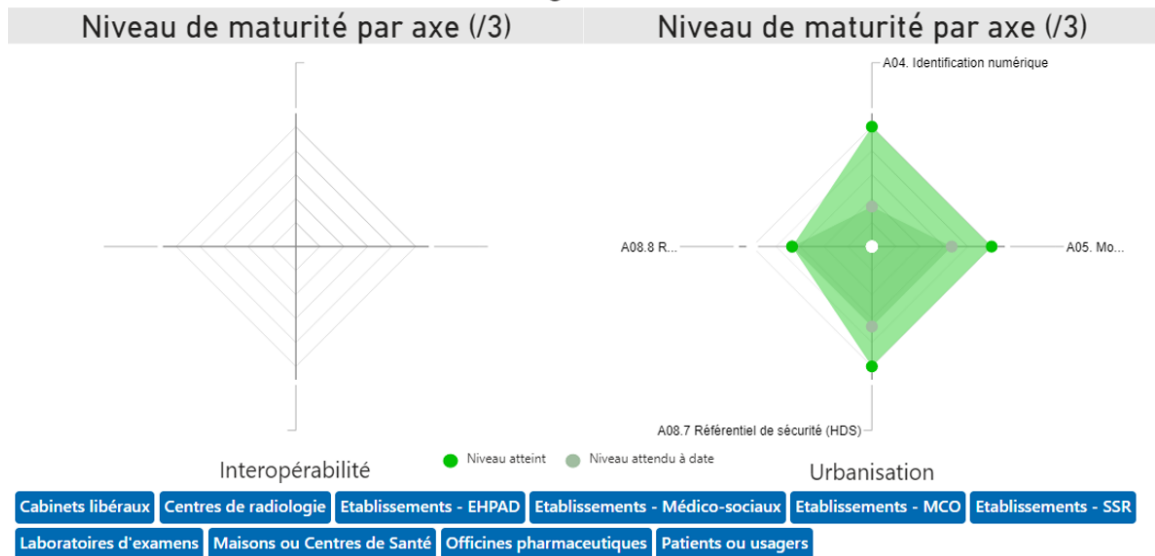 Niveau de maturité par axe (/3)
Niveau de maturité par axe (/3)
A04. Identification numérique
A08.8 R...
A05. Mo...
A08.7 Référentiel de sécurité (HDS)
Niveau atteint
Niveau attendu à date
Interopérabilité
Urbanisation
Cabinets libéraux
Centres de radiologie
Etablissements - EHPAD
Etablissements - Médico-sociaux
Etablissements - MCO
Etablissements - SSR
Laboratoires d'examens
Maisons ou Centres de Santé
Officines pharmaceutiques
Patients ou usagers